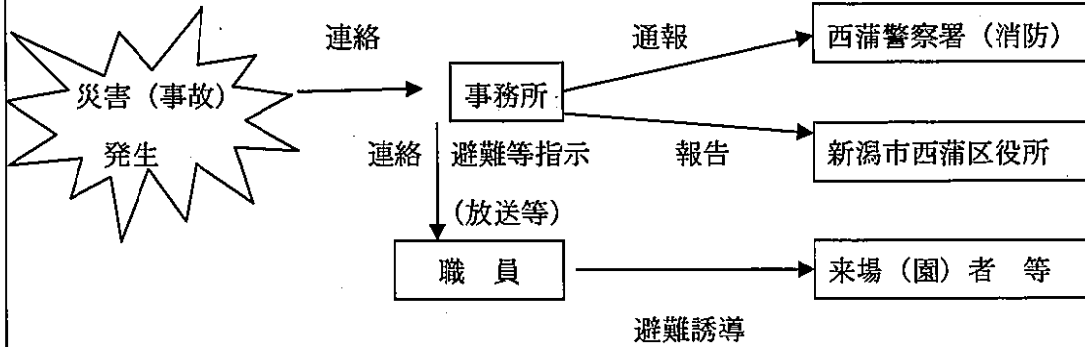 連絡
通報
西蒲警察署（消防）
災害（事故）
発生
事務所
連絡
避難等指示
（放送等）
報告
新潟市西蒲区役所
職　員
来場（園）者　等
避難誘導